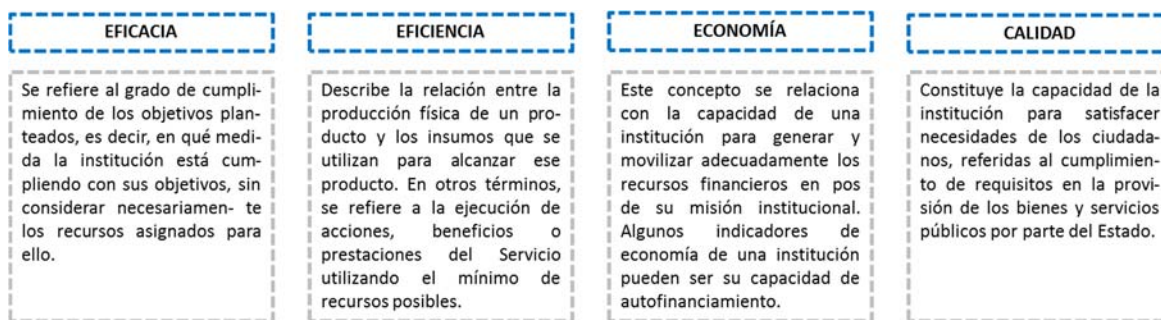 EFICACIA
Se refiere al grado de cumpli-
miento de los objetivos plan-
teados, es decir, en qué medi-
da la institución está cum-
pliendo con sus objetivos, sin
considerar necesariamen- te
los recursos asignados para
ello.
EFICIENCIA
Describe la relación entre la
producción física de un pro-
ducto y los insumos que se
utilizan para alcanzar ese
producto. En otros términos,
se refiere a la ejecución de
acciones, beneficios o
prestaciones del Servicio
utilizando el mínimo de
recursos posibles.
ECONOMÍA
Este concepto se relaciona
con la capacidad de una
institución para generar y
movilizar adecuadamente los
recursos financieros en pos
de su misión institucional.
Algunos indicadores de
economía de una institución
pueden ser su capacidad de
autofinanciamiento.
CALIDAD
Constituye la capacidad de la
institución para satisfacer
necesidades de los ciudada-
nos, referidas al cumplimien-
to de requisitos en la provi-
sión de los bienes y servicios
públicos por parte del Estado.